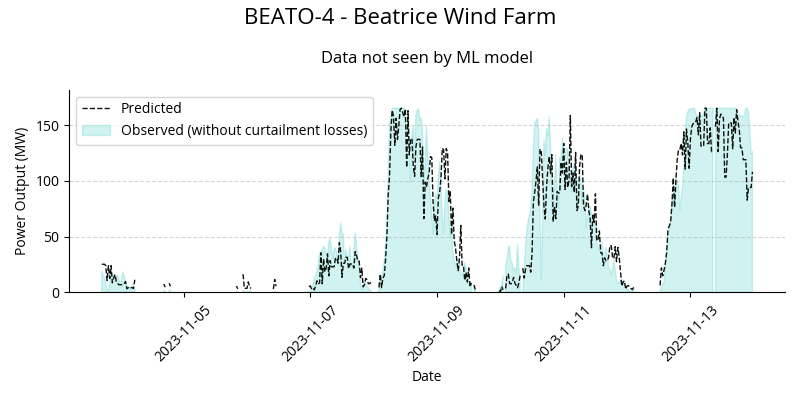 BEATO-4 - Beatrice Wind Farm
Data not seen by ML model
Predicted
Observed (without curtailment losses)
Power Output (MW)
150
100
50
0
2023-11-05
2023-11-07
2023-11-09
2023-11-11
2023-11-13
Date